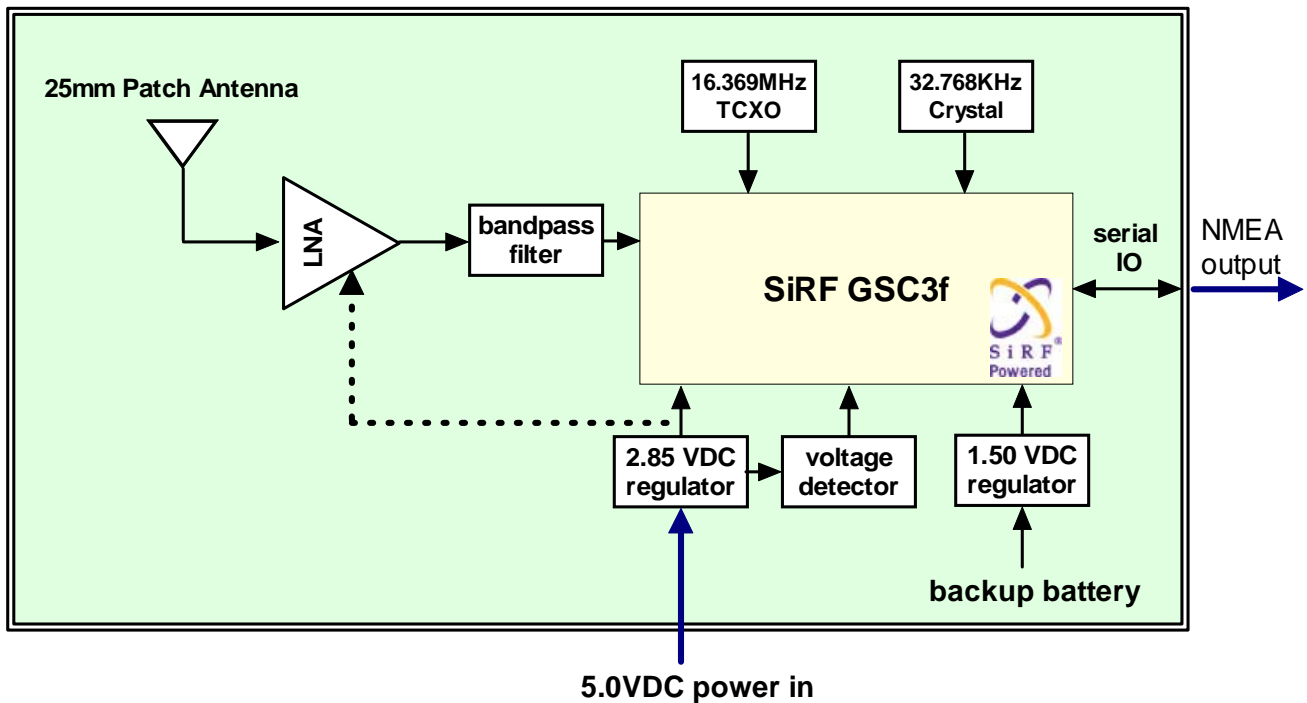 25mm Patch Antenna
16.369MHz
TCXO
32.768KHz
Crystal
LNA
bandpass
filter
SiRF GSC3f
SiRF®
Powered
serial
IO
NMEA
output
2.85 VDC
regulator
voltage
detector
1.50 VDC
regulator
backup battery
5.0VDC power in